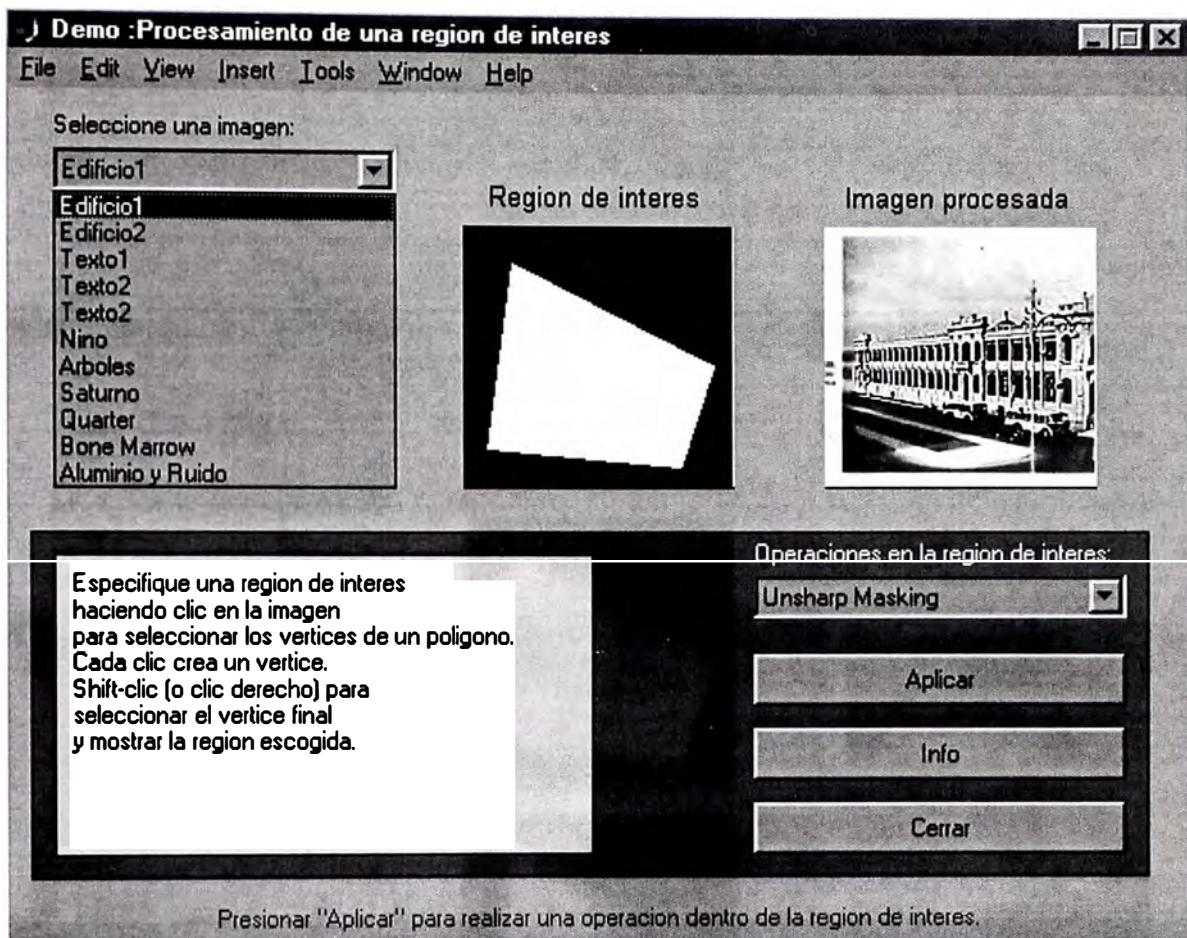 Demo :Procesamiento de una region de interes
File Edit View Insert Tools Window Help
Seleccione una imagen:
Edificio1
Edificio1
Edificio2
Texto1
Texto2
Texto2
Nino
Arboles
Saturno
Quarter
Bone Marrow
Aluminio y Ruido
Region de interes
Imagen procesada
Especifique una region de interes
haciendo clic en la imagen
para seleccionar los vertices de un poligono.
Cada clic crea un vertice.
Shift-clic (o clic derecho) para
seleccionar el vertice final
y mostrar la region escogida.
Operaciones en la region de interes:
Unsharp Masking
Aplicar
Info
Cerrar
Presionar "Aplicar" para realizar una operacion dentro de la region de interes.